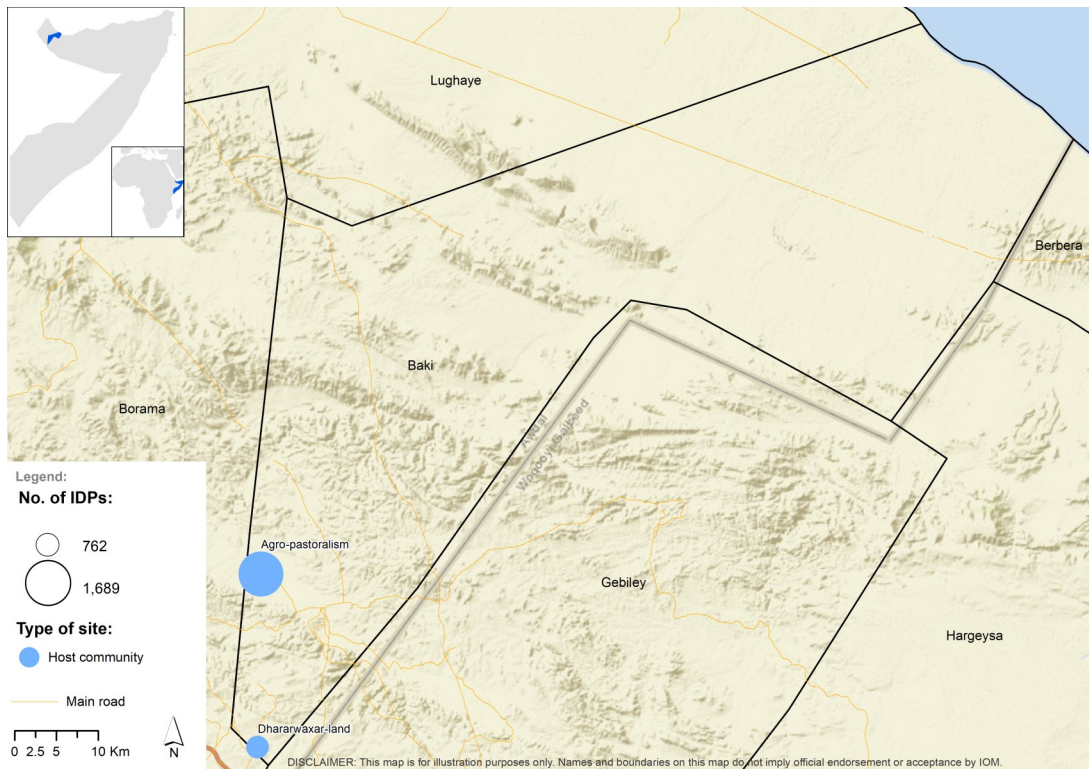 Lughaye
Berbera
Baki
Borama
Awdal
Woqooyi Galbeed
Legend:
No. of IDPs:
762
1,689
Type of site:
Host community
Main road
0 2.5 5 10 Km
N
Agro-pastoralism
Gebiley
Hargeysa
Dhararwaxar-land
DISCLAIMER: This map is for illustration purposes only. Names and boundaries on this map do not imply official endorsement or acceptance by IOM.